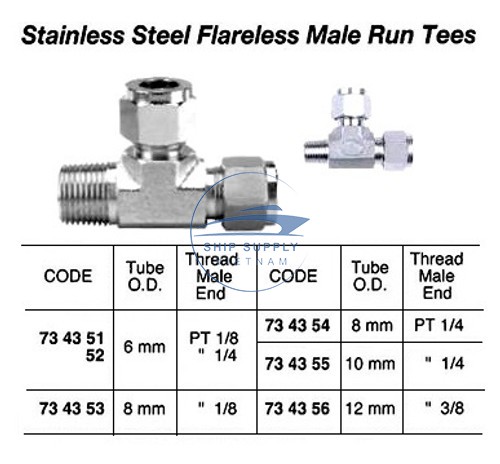 Stainless Steel Flareless Male Run Tees
SHIP SUPPLY
VIETNAM
CODE Tube O.D. Thread Male End CODE Tube O.D. Thread Male End
73 43 51 6 mm PT 1/8 73 43 54 8 mm PT 1/4
52 " 1/4 73 43 55 10 mm " 1/4
73 43 53 8 mm " 1/8 73 43 56 12 mm " 3/8